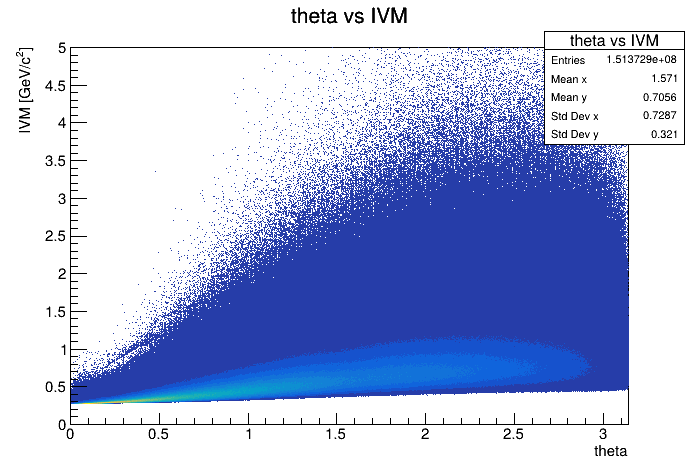 theta vs IVM
theta vs IVM
Entries 1.513729e+08
Mean x 1.571
Mean y 0.7056
Std Dev x 0.7287
Std Dev y 0.321
IVM [GeV/c²]
5
4.5
4
3.5
3
2.5
2
1.5
1
0.5
0
0 0.5 1 1.5 2 2.5 3
theta